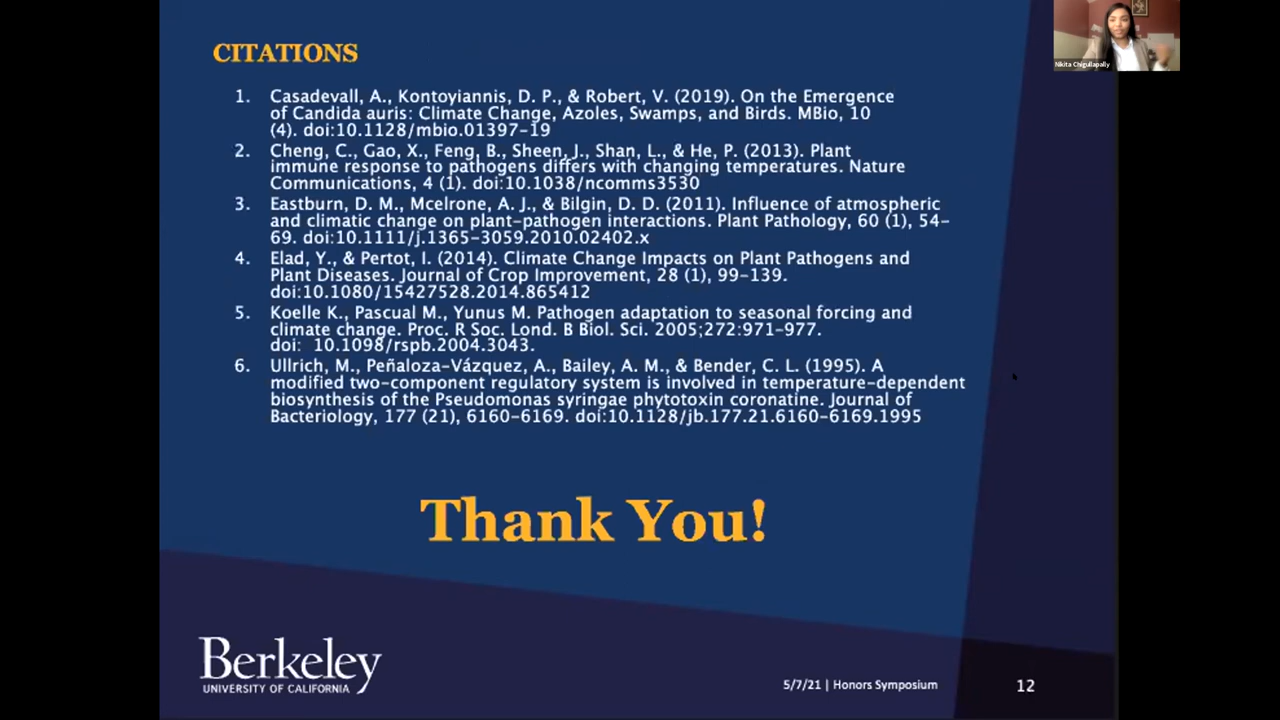 CITATIONS
1. Casadevall, A., Kontoyiannis, D. P., & Robert, V. (2019). On the Emergence
of Candida auris: Climate Change, Azoles, Swamps, and Birds. MBio, 10
(4). doi:10.1128/mbio.01397-19
2. Cheng, C., Gao, X., Feng, B., Sheen, J., Shan, L., & He, P. (2013). Plant
immune response to pathogens differs with changing temperatures. Nature
Communications, 4 (1). doi:10.1038/ncomms3530
3. Eastburn, D. M., Mcelrone, A. J., & Bilgin, D. D. (2011). Influence of atmospheric
and climatic change on plant-pathogen interactions. Plant Pathology, 60 (1), 54-
69. doi:10.1111/j.1365-3059.2010.02402.x
4. Elad, Y., & Pertot, I. (2014). Climate Change Impacts on Plant Pathogens and
Plant Diseases. Journal of Crop Improvement, 28 (1), 99-139.
doi:10.1080/15427528.2014.865412
5. Koelle K., Pascual M., Yunus M. Pathogen adaptation to seasonal forcing and
climate change. Proc. R Soc. Lond. B Biol. Sci. 2005;272:971-977.
doi: 10.1098/rspb.2004.3043.
6. Ullrich, M., Peñaloza-Vázquez, A., Bailey, A. M., & Bender, C. L. (1995). A
modified two-component regulatory system is involved in temperature-dependent
biosynthesis of the Pseudomonas syringae phytotoxin coronatine. Journal of
Bacteriology, 177 (21), 6160-6169. doi:10.1128/jb.177.21.6160-6169.1995
Thank You!
Berkeley
UNIVERSITY OF CALIFORNIA
5/7/21 | Honors Symposium
12
Nikita Chigullapally